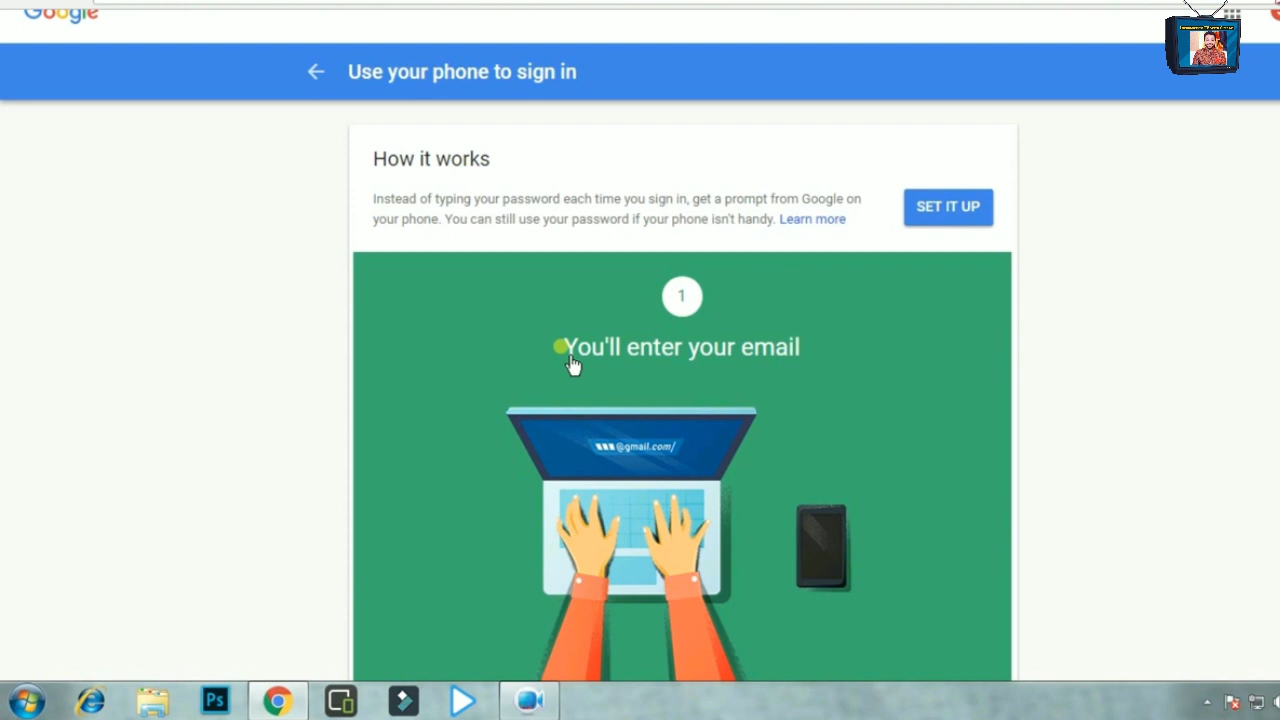 Google
Use your phone to sign in
How it works
Instead of typing your password each time you sign in, get a prompt from Google on
your phone. You can still use your password if your phone isn't handy. Learn more
SET IT UP
1
You'll enter your email
@gmail.com/
Ps